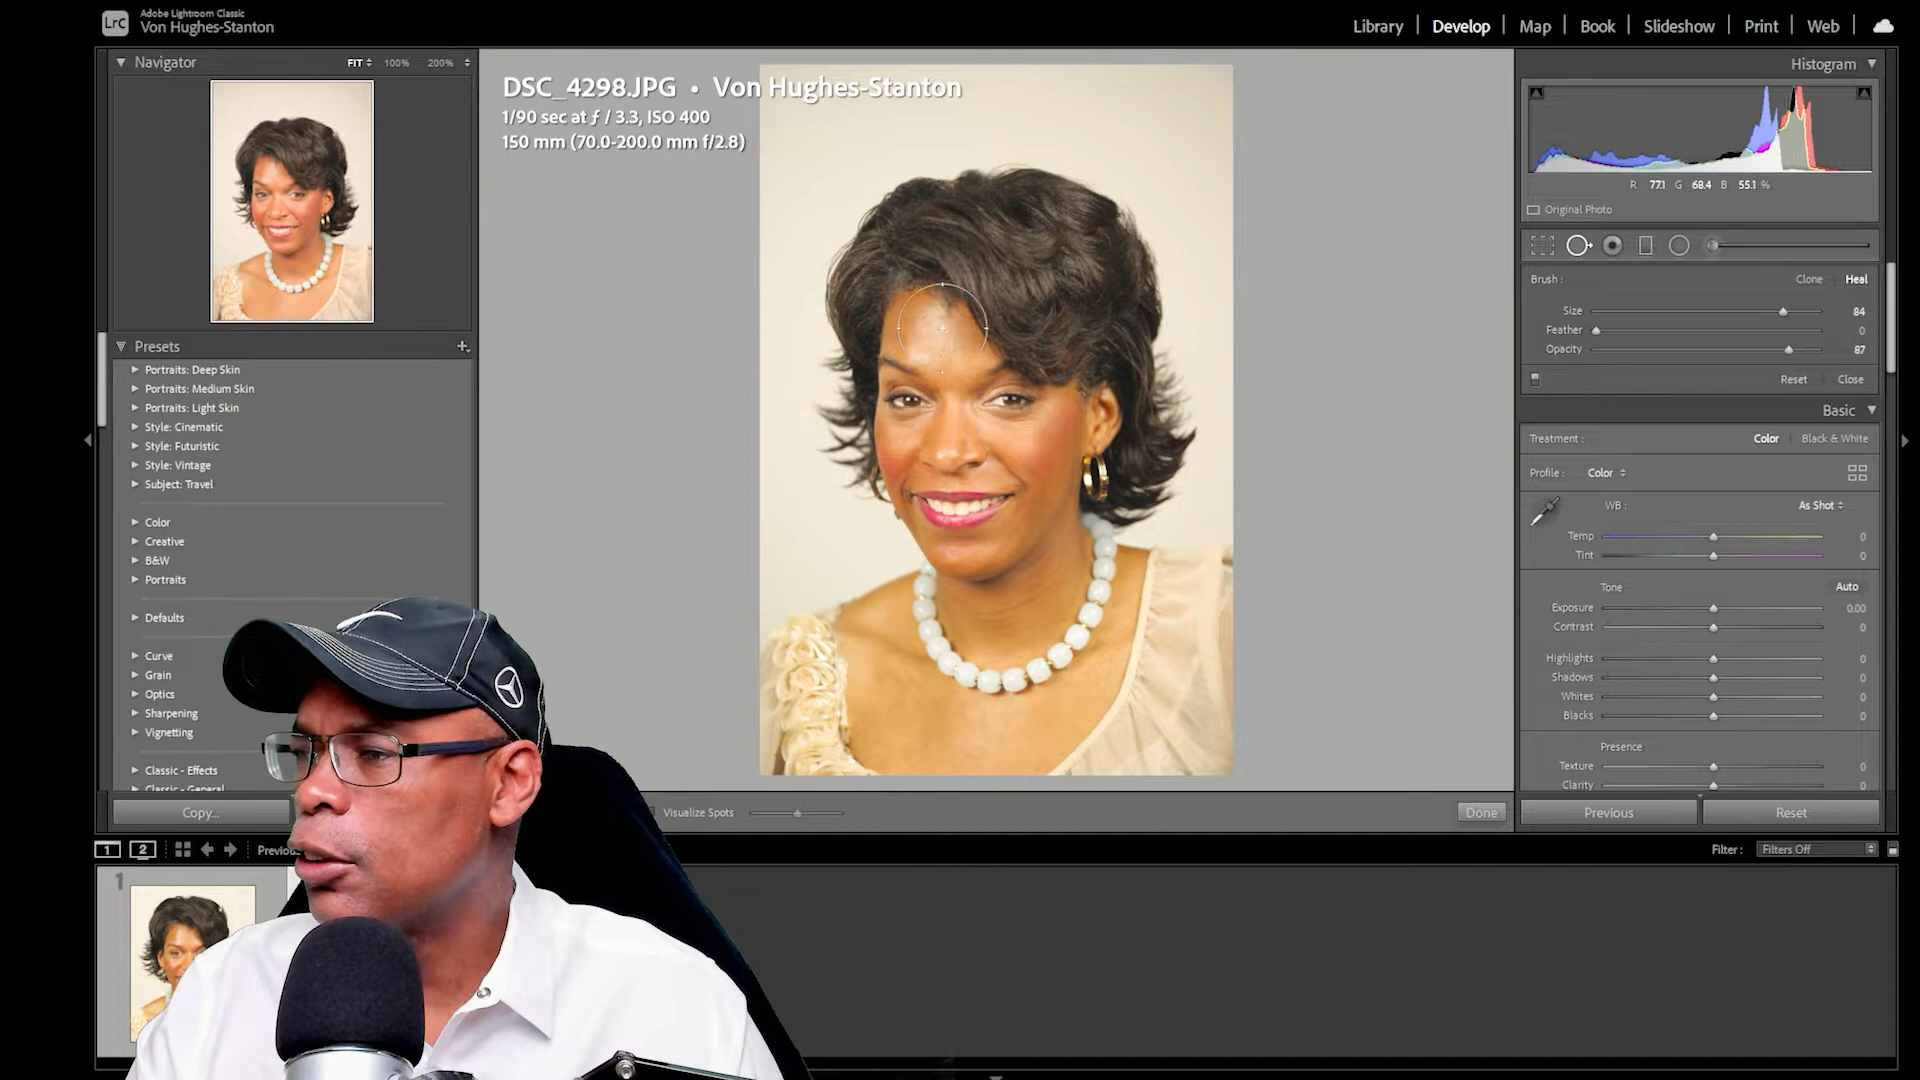 LrC
Adobe Lightroom Classic
Von Hughes-Stanton
Library
Develop
Map
Book
Slideshow
Print
Web
Navigator
FIT
100%
200%
Presets
Portraits: Deep Skin
Portraits: Medium Skin
Portraits: Light Skin
Style: Cinematic
Style: Futuristic
Style: Vintage
Subject: Travel
Color
Creative
B&W
Portraits
Defaults
Curve
Grain
Optics
Sharpening
Vignetting
Classic - Effects
Classic - General
Copy...
DSC_4298.JPG • Von Hughes-Stanton
1/90 sec at ƒ / 3.3, ISO 400
150 mm (70.0-200.0 mm f/2.8)
Visualize Spots
Done
Histogram
R 77.1 G 68.4 B 55.1 %
Original Photo
Brush :
Clone
Heal
Size 84
Feather 0
Opacity 87
Reset
Close
Basic
Treatment :
Color
Black & White
Profile :
Color
WB :
As Shot
Temp 0
Tint 0
Tone
Auto
Exposure 0.00
Contrast 0
Highlights 0
Shadows 0
Whites 0
Blacks 0
Presence
Texture 0
Clarity 0
Previous
Reset
1
2
Filter :
Filters Off
1